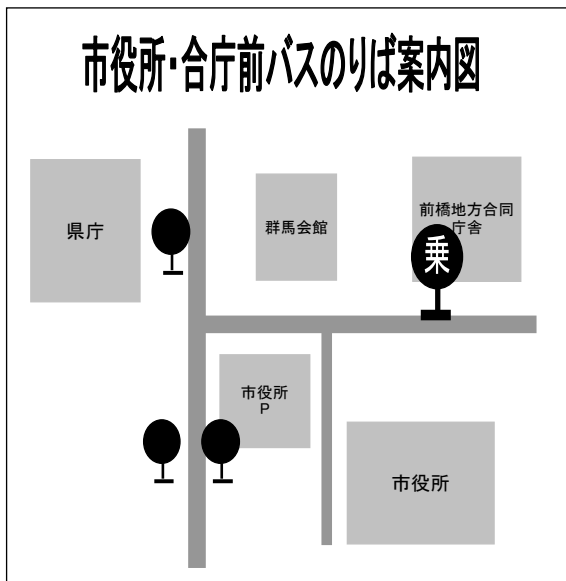 市役所・合庁前バスのりば案内図
県庁
群馬会館
前橋地方合同
庁舎
乗
市役所
P
市役所